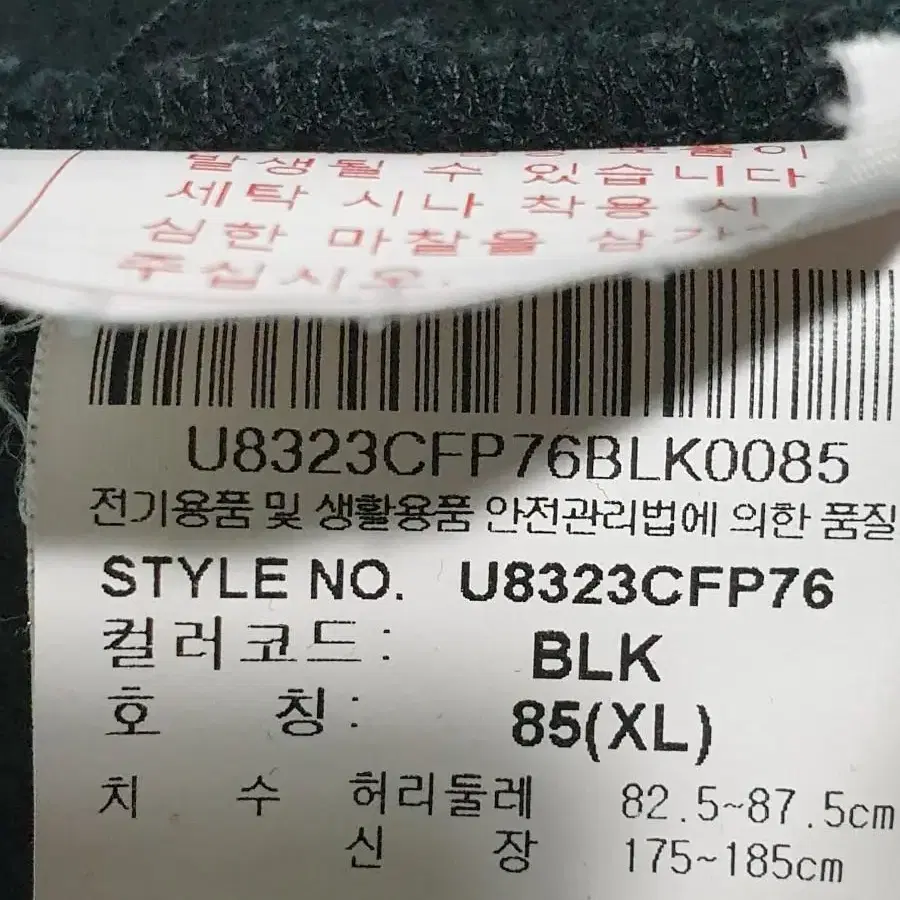 발생될 수 있습니다.
세탁 시나 착용 시
심한 마찰을 삼가
주십시오.
U8323CFP76BLK0085
전기용품 및 생활용품 안전관리법에 의한 품질
STYLE NO. U8323CFP76
컬러코드: BLK
호 칭: 85(XL)
치 수 허리둘레 82.5~87.5cm
신 장 175~185cm